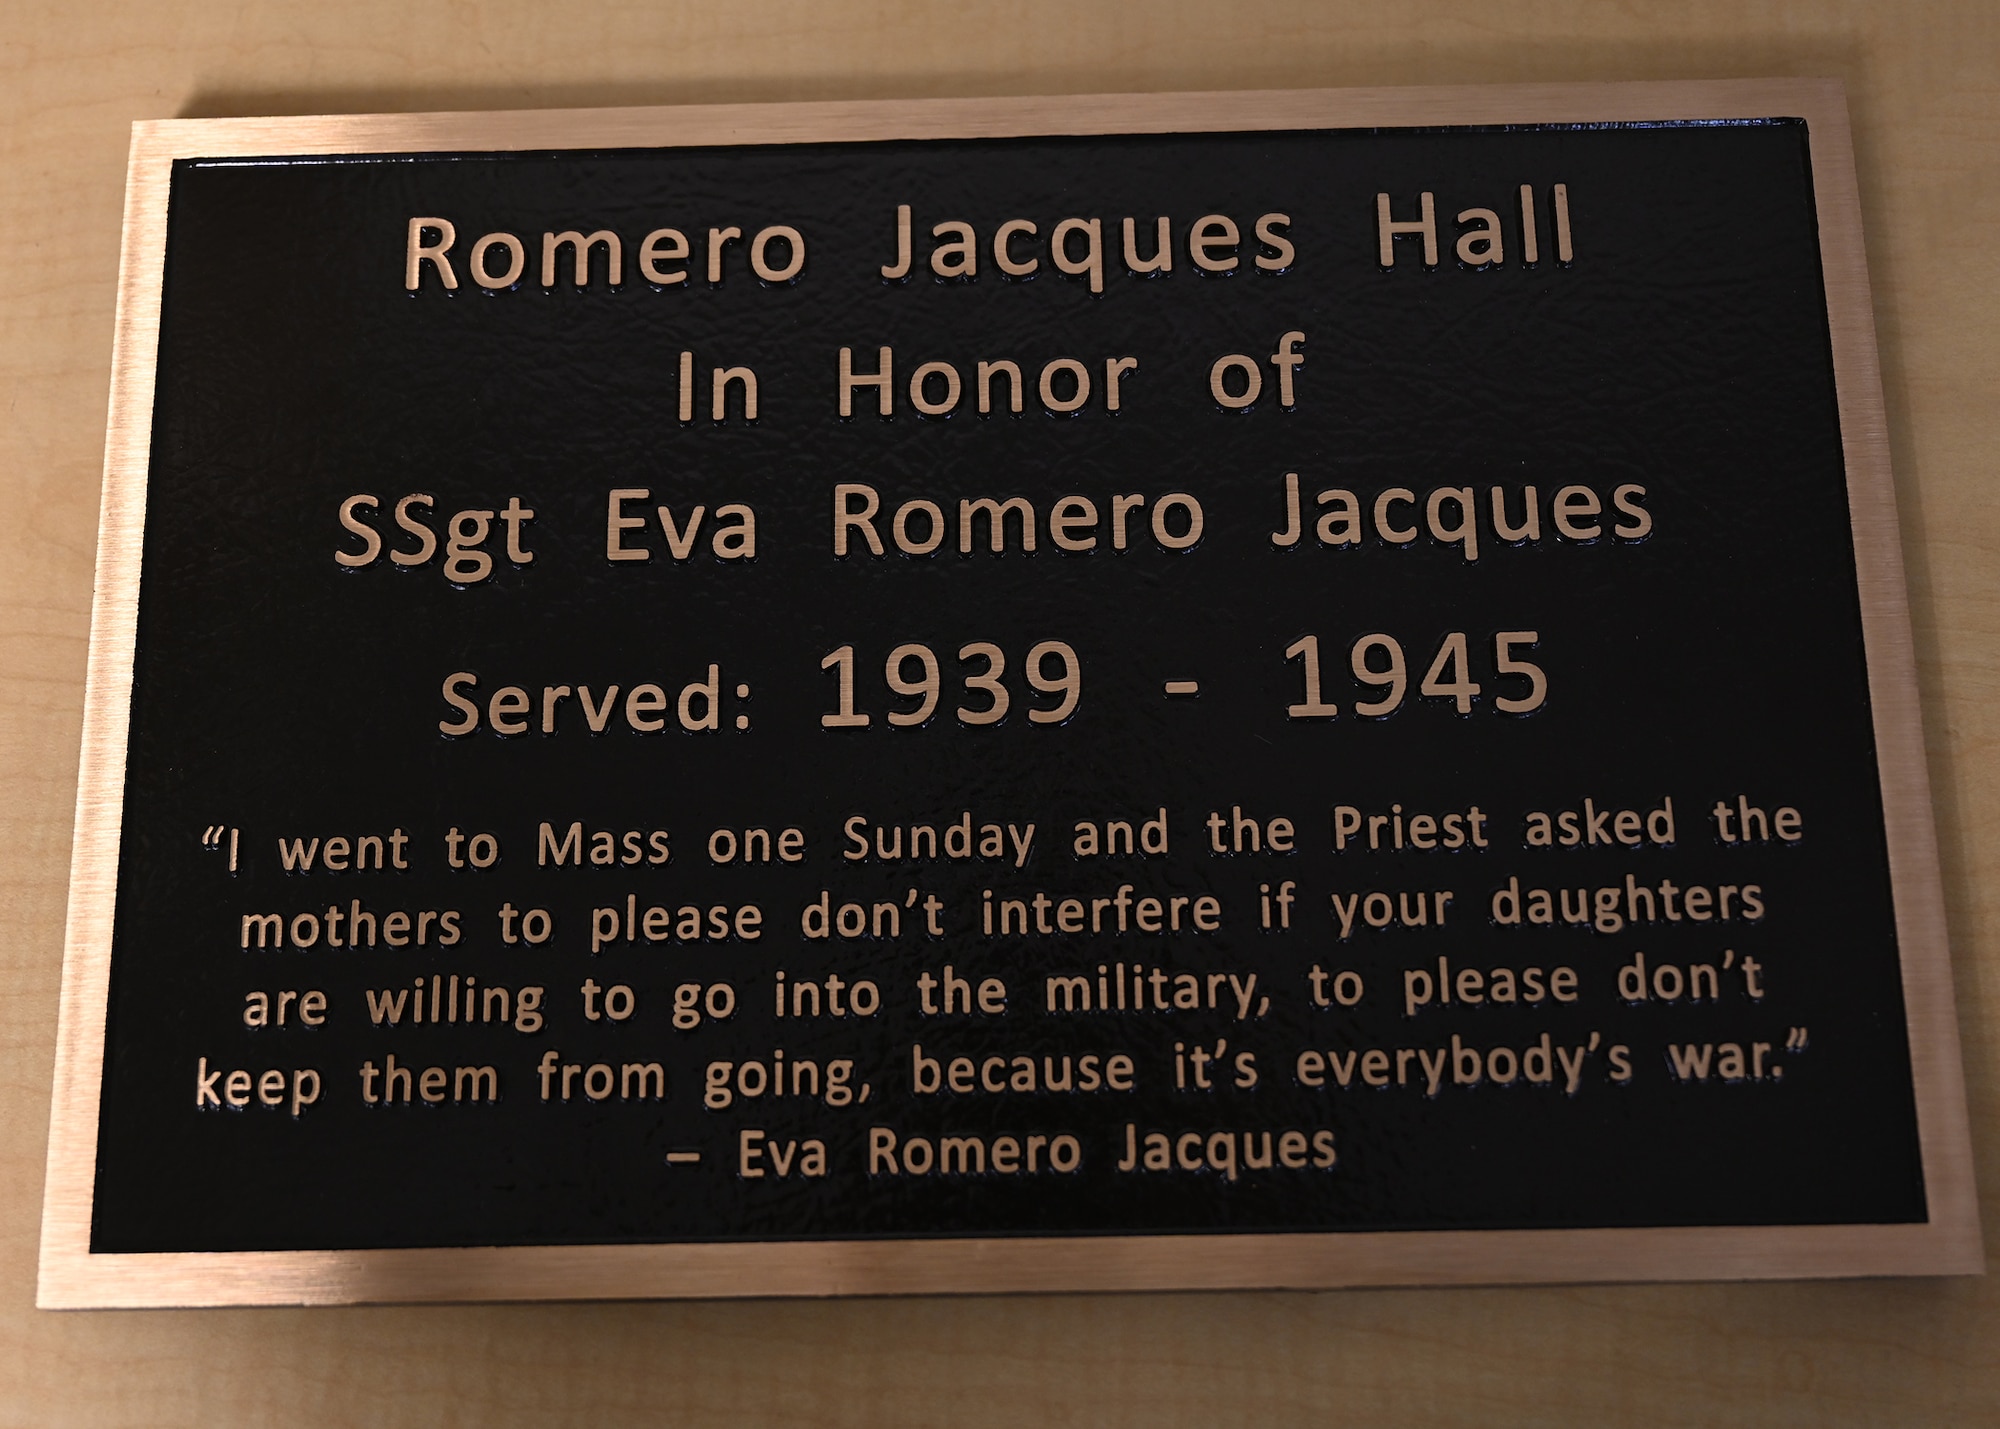 Romero Jacques Hall
In Honor of
SSgt Eva Romero Jacques
Served: 1939 - 1945
“I went to Mass one Sunday and the Priest asked the
mothers to please don’t interfere if your daughters
are willing to go into the military, to please don’t
keep them from going, because it’s everybody’s war.”
– Eva Romero Jacques